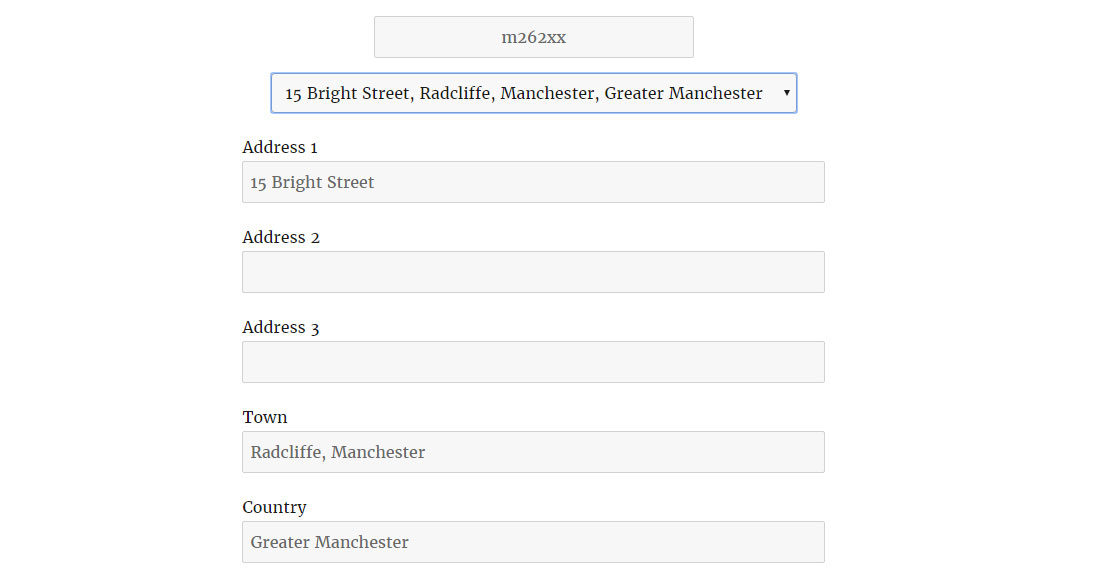 m262xx
15 Bright Street, Radcliffe, Manchester, Greater Manchester
Address 1
15 Bright Street
Address 2
Address 3
Town
Radcliffe, Manchester
Country
Greater Manchester